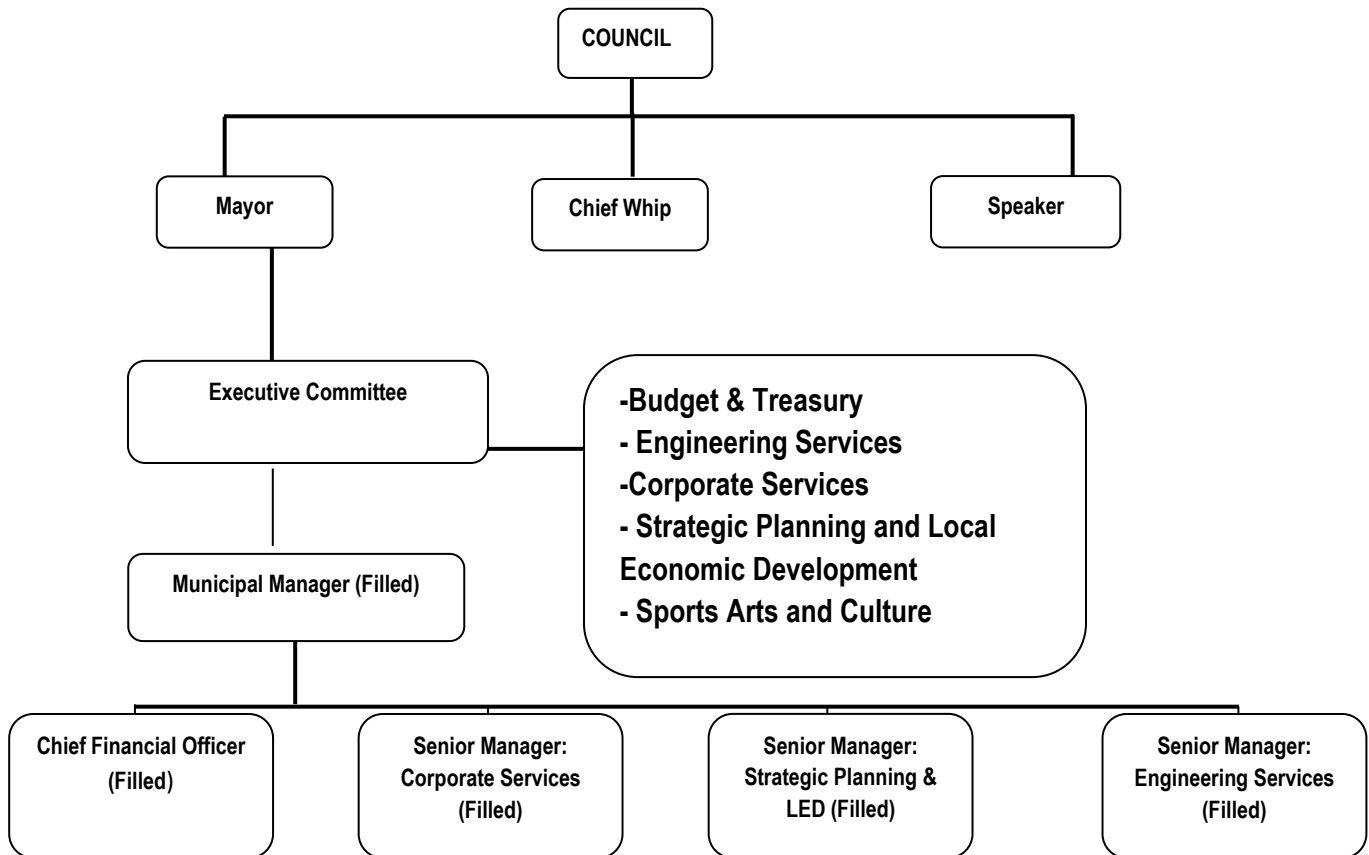 COUNCIL
Mayor
Chief Whip
Speaker
Executive Committee
-Budget & Treasury
- Engineering Services
-Corporate Services
- Strategic Planning and Local
Economic Development
- Sports Arts and Culture
Municipal Manager (Filled)
Chief Financial Officer
(Filled)
Senior Manager:
Corporate Services
(Filled)
Senior Manager:
Strategic Planning &
LED (Filled)
Senior Manager:
Engineering Services
(Filled)